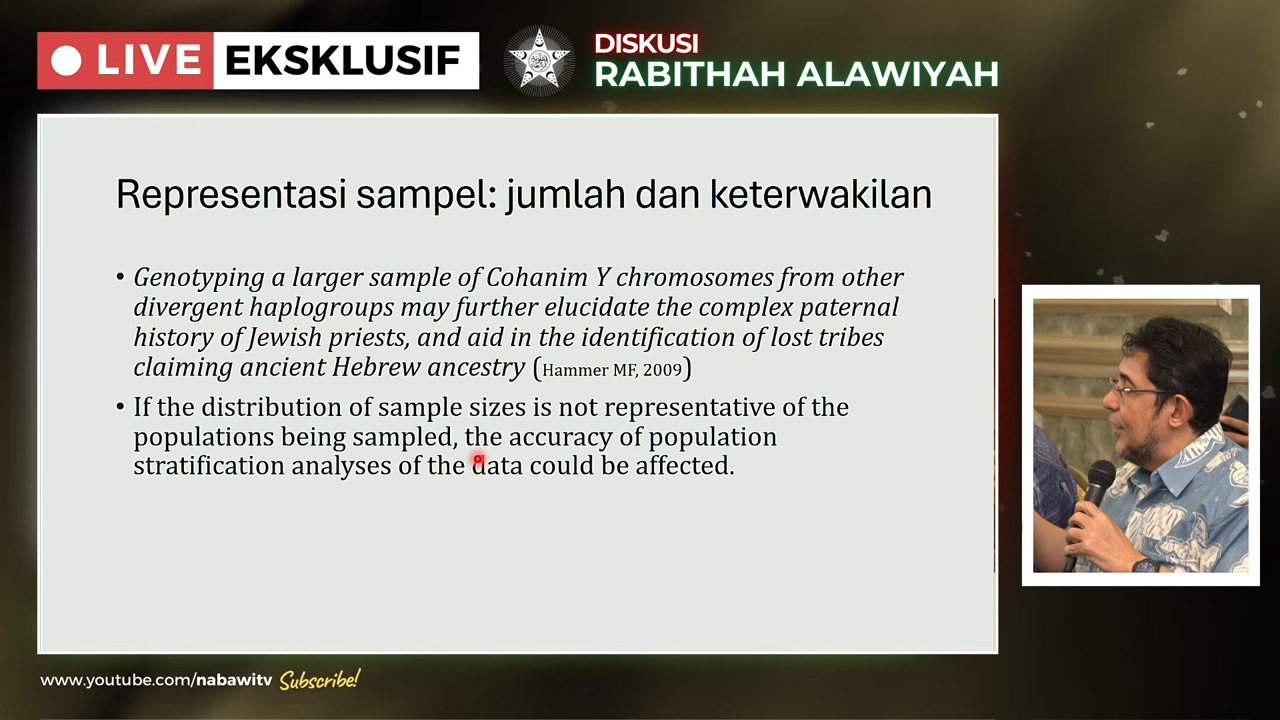 LIVE EKSKLUSIF
DISKUSI
RABITHAH ALAWIYAH
Representasi sampel: jumlah dan keterwakilan
• Genotyping a larger sample of Cohanim Y chromosomes from other
divergent haplogroups may further elucidate the complex paternal
history of Jewish priests, and aid in the identification of lost tribes
claiming ancient Hebrew ancestry (Hammer MF, 2009)
• If the distribution of sample sizes is not representative of the
populations being sampled, the accuracy of population
stratification analyses of the data could be affected.
www.youtube.com/nabawitv Subscribe!